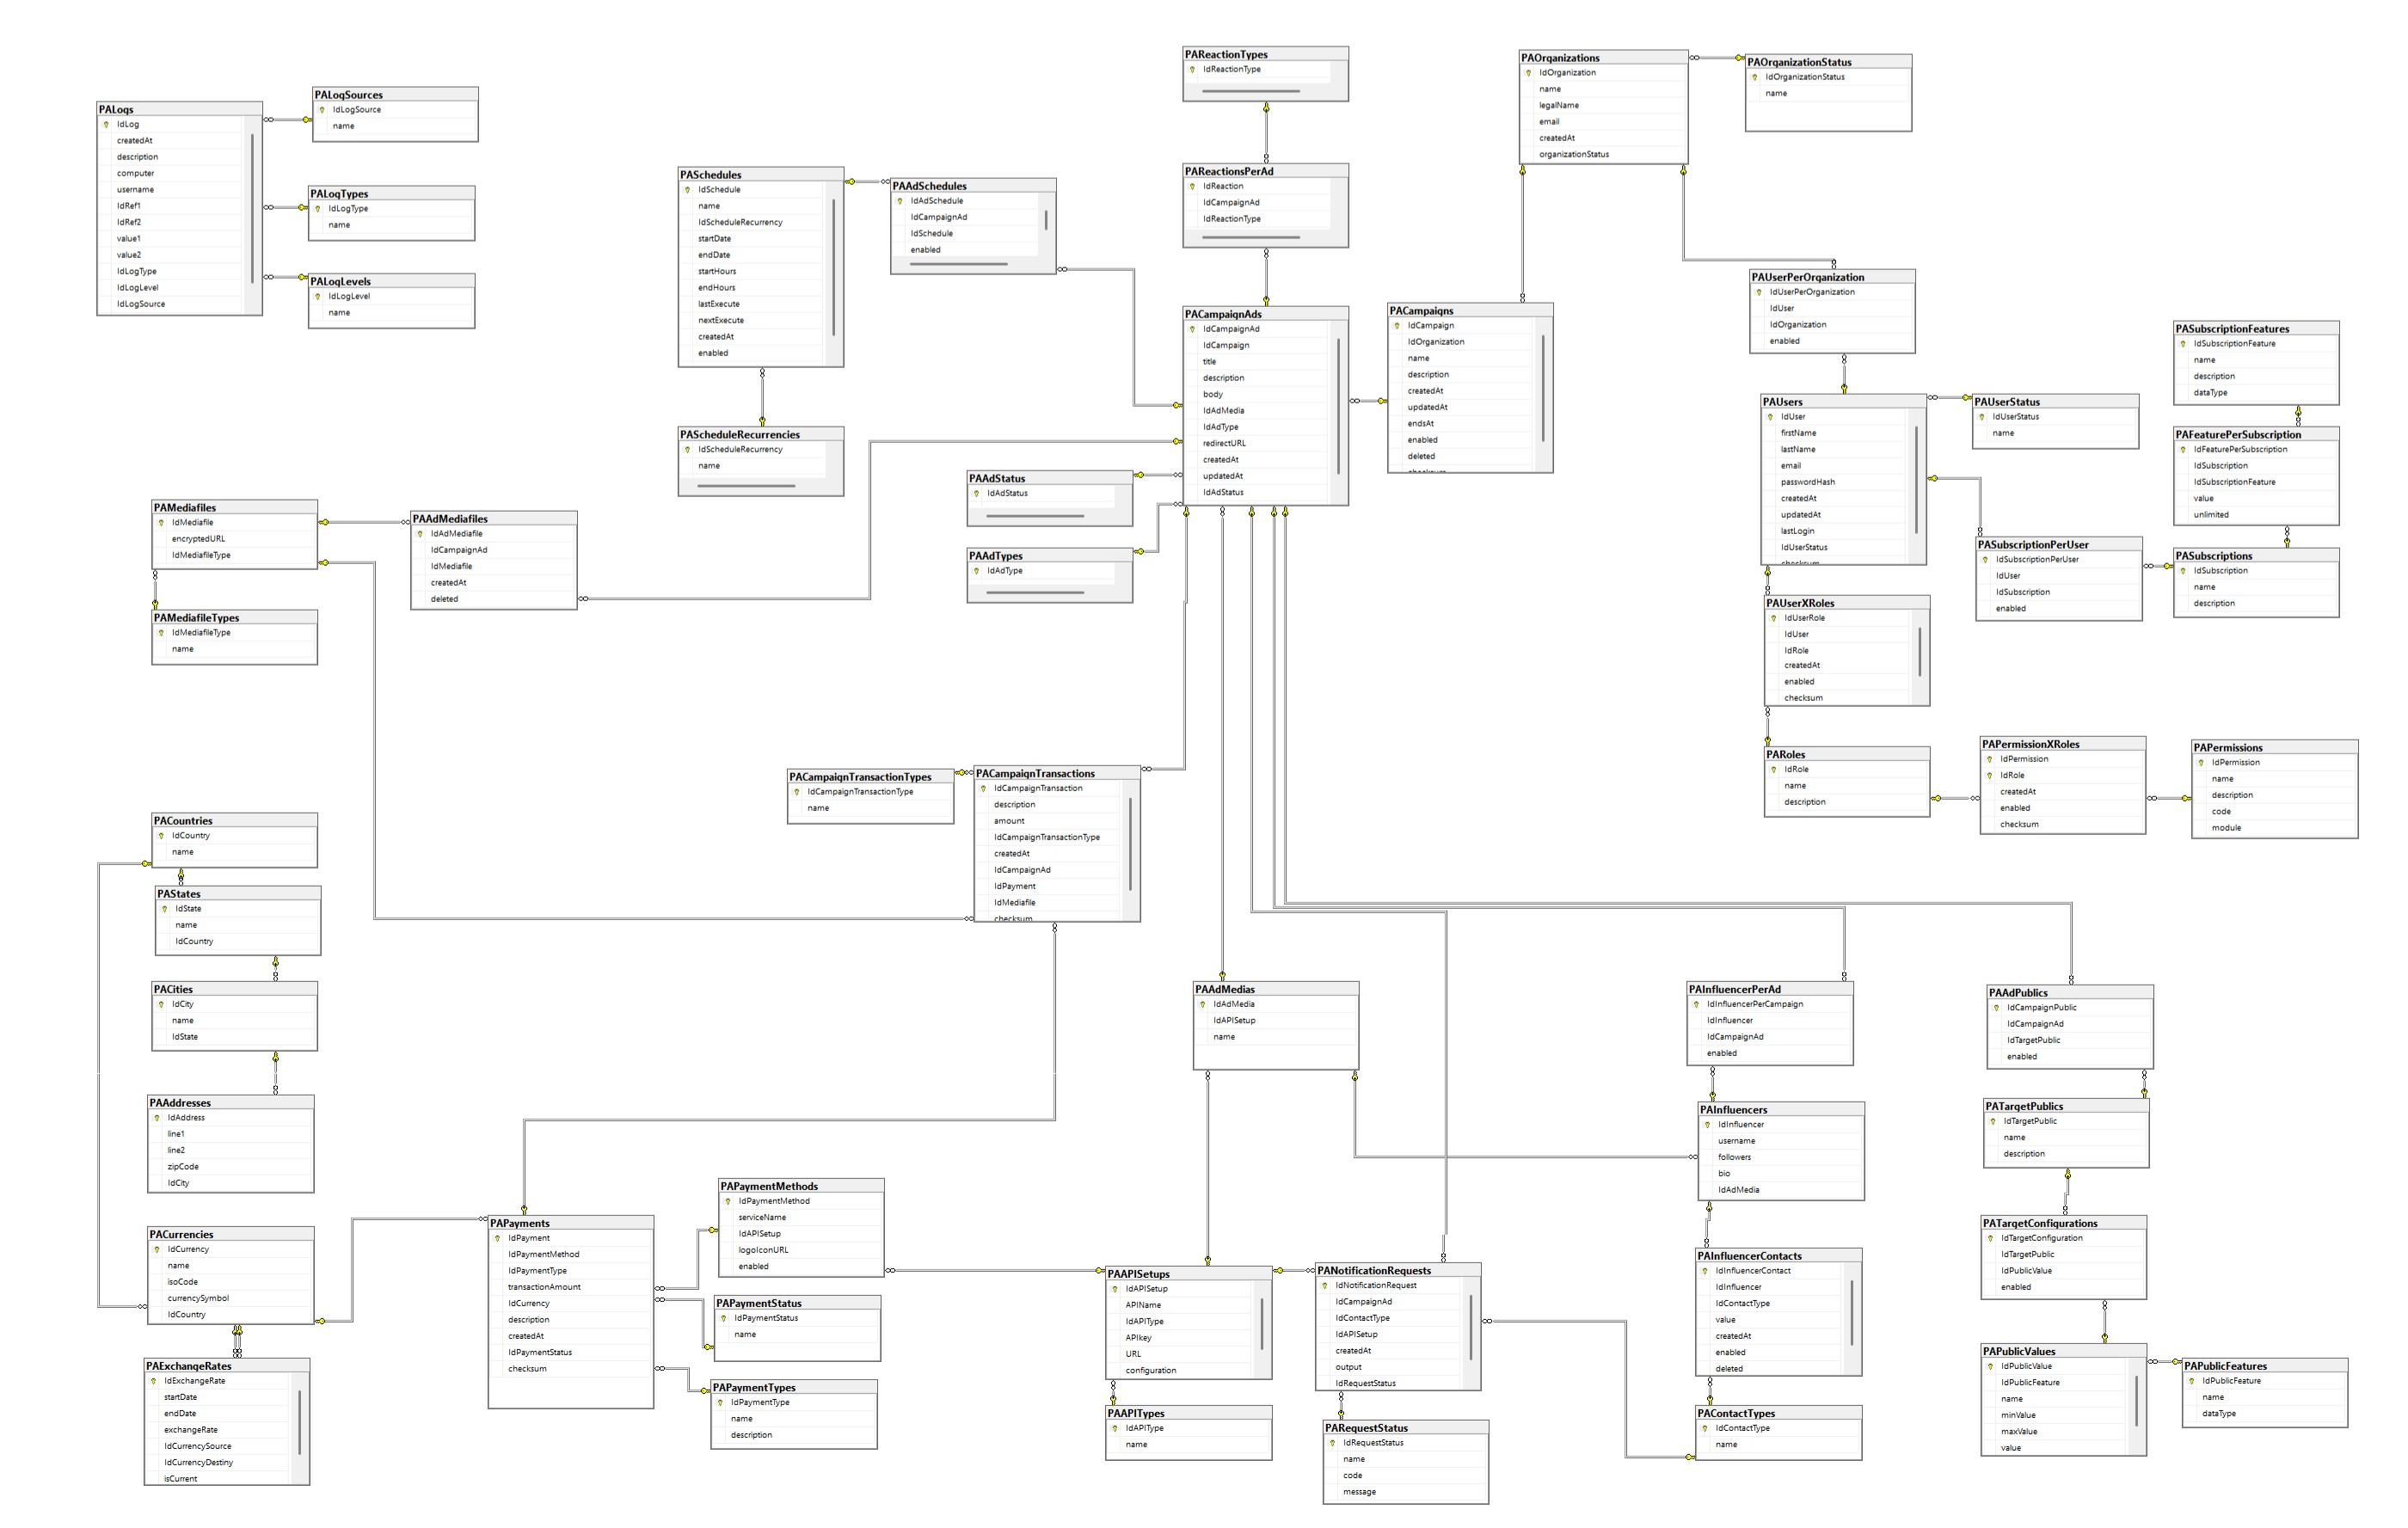 PALogs
IdLog
createdAt
description
computer
username
IdRef1
IdRef2
value1
value2
IdLogType
IdLogLevel
IdLogSource
PALogSources
IdLogSource
name
PALogTypes
IdLogType
name
PALogLevels
IdLogLevel
name
PASchedules
IdSchedule
name
IdScheduleRecurrency
startDate
endDate
startHours
endHours
lastExecute
nextExecute
createdAt
enabled
PAAdSchedules
IdAdSchedule
IdCampaignAd
IdSchedule
enabled
PAScheduleRecurrencies
IdScheduleRecurrency
name
PAReactionTypes
IdReactionType
PAReactionsPerAd
IdReaction
IdCampaignAd
IdReactionType
PACampaignAds
IdCampaignAd
IdCampaign
title
description
body
IdAdMedia
IdAdType
redirectURL
createdAt
updatedAt
IdAdStatus
PACampaigns
IdCampaign
IdOrganization
name
description
createdAt
updatedAt
endsAt
enabled
deleted
checksum
PAOrganizations
IdOrganization
name
legalName
email
createdAt
organizationStatus
PAOrganizationStatus
IdOrganizationStatus
name
PAUserPerOrganization
IdUserPerOrganization
IdUser
IdOrganization
enabled
PAUsers
IdUser
firstName
lastName
email
passwordHash
createdAt
updatedAt
lastLogin
IdUserStatus
checksum
PAUserStatus
IdUserStatus
name
PASubscriptionFeatures
IdSubscriptionFeature
name
description
dataType
PAFeaturePerSubscription
IdFeaturePerSubscription
IdSubscription
IdSubscriptionFeature
value
unlimited
PASubscriptionPerUser
IdSubscriptionPerUser
IdUser
IdSubscription
enabled
PASubscriptions
IdSubscription
name
description
PAUserXRoles
IdUserRole
IdUser
IdRole
createdAt
enabled
checksum
PARoles
IdRole
name
description
PAPermissionXRoles
IdPermission
IdRole
createdAt
enabled
checksum
PAPermissions
IdPermission
name
description
code
module
PAAdStatus
IdAdStatus
PAAdTypes
IdAdType
PAMediafiles
IdMediafile
encryptedURL
IdMediafileType
PAAdMediafiles
IdAdMediafile
IdCampaignAd
IdMediafile
createdAt
deleted
PAMediafileTypes
IdMediafileType
name
PACampaignTransactionTypes
IdCampaignTransactionType
name
PACampaignTransactions
IdCampaignTransaction
description
amount
IdCampaignTransactionType
createdAt
IdCampaignAd
IdPayment
IdMediafile
checksum
PACountries
IdCountry
name
PAStates
IdState
name
IdCountry
PACities
IdCity
name
IdState
PAAddresses
IdAddress
line1
line2
zipCode
IdCity
PACurrencies
IdCurrency
name
isoCode
currencySymbol
IdCountry
PAExchangeRates
IdExchangeRate
startDate
endDate
exchangeRate
IdCurrencySource
IdCurrencyDestiny
isCurrent
PAPayments
IdPayment
IdPaymentMethod
IdPaymentType
transactionAmount
IdCurrency
description
createdAt
IdPaymentStatus
checksum
PAPaymentMethods
IdPaymentMethod
serviceName
IdAPISetup
logoIconURL
enabled
PAPaymentStatus
IdPaymentStatus
name
PAPaymentTypes
IdPaymentType
name
description
PAAdMedias
IdAdMedia
IdAPISetup
name
PAAPISetups
IdAPISetup
APIName
IdAPIType
APIkey
URL
configuration
PAAPITypes
IdAPIType
name
PANotificationRequests
IdNotificationRequest
IdCampaignAd
IdContactType
IdAPISetup
createdAt
output
IdRequestStatus
PARequestStatus
IdRequestStatus
name
code
message
PAInfluencerPerAd
IdInfluencerPerCampaign
IdInfluencer
IdCampaignAd
enabled
PAInfluencers
IdInfluencer
username
followers
bio
IdAdMedia
PAInfluencerContacts
IdInfluencerContact
IdInfluencer
IdContactType
value
createdAt
enabled
deleted
PAContactTypes
IdContactType
name
PAAdPublics
IdCampaignPublic
IdCampaignAd
IdTargetPublic
enabled
PATargetPublics
IdTargetPublic
name
description
PATargetConfigurations
IdTargetConfiguration
IdTargetPublic
IdPublicValue
enabled
PAPublicValues
IdPublicValue
IdPublicFeature
name
minValue
maxValue
value
PAPublicFeatures
IdPublicFeature
name
dataType